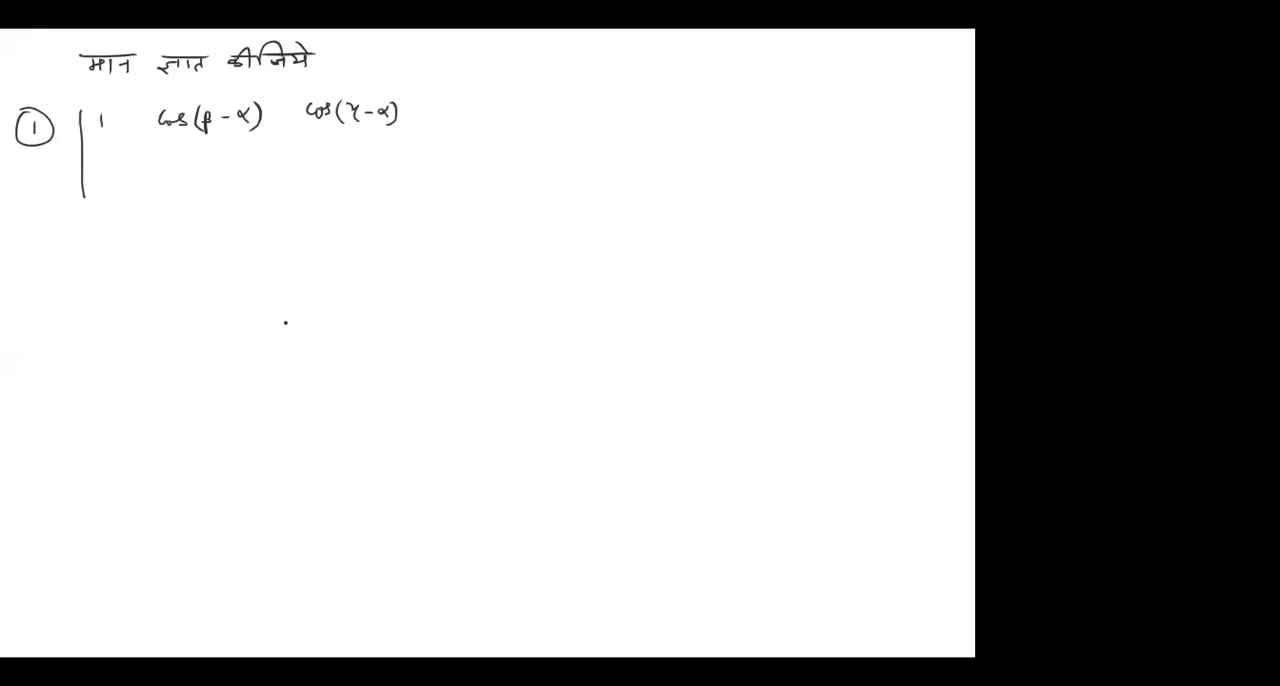 मान ज्ञात कीजिये
① | 1 cos(β - α) cos(γ - α)